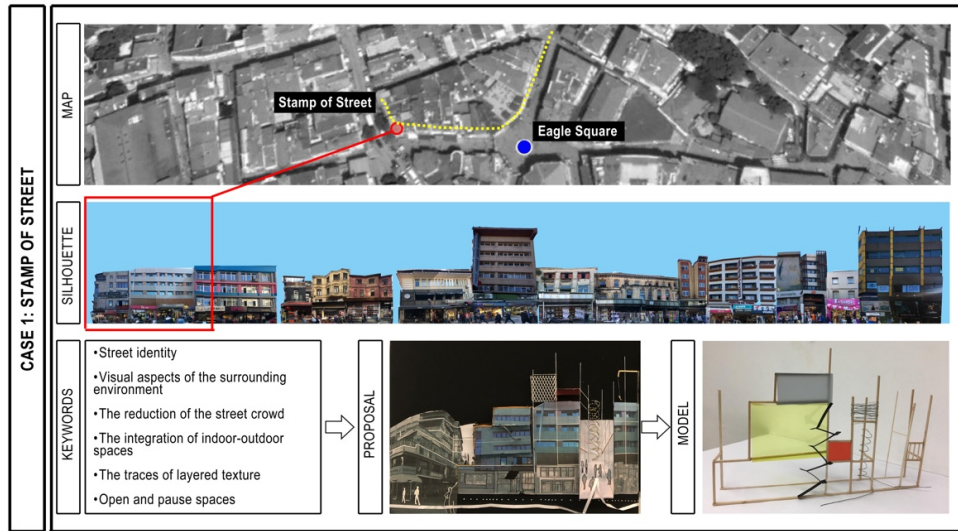 CASE 1: STAMP OF STREET
MAP
Stamp of Street
Eagle Square
SILHOUETTE
KEYWORDS
•Street identity
•Visual aspects of the surrounding
environment
•The reduction of the street crowd
•The integration of indoor-outdoor
spaces
•The traces of layered texture
•Open and pause spaces
PROPOSAL
MODEL